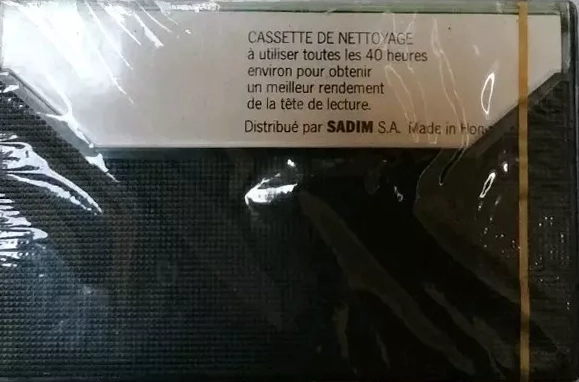 CASSETTE DE NETTOYAGE
à utiliser toutes les 40 heures
environ pour obtenir
un meilleur rendement
de la tête de lecture.
Distribué par SADIM S.A. Made in